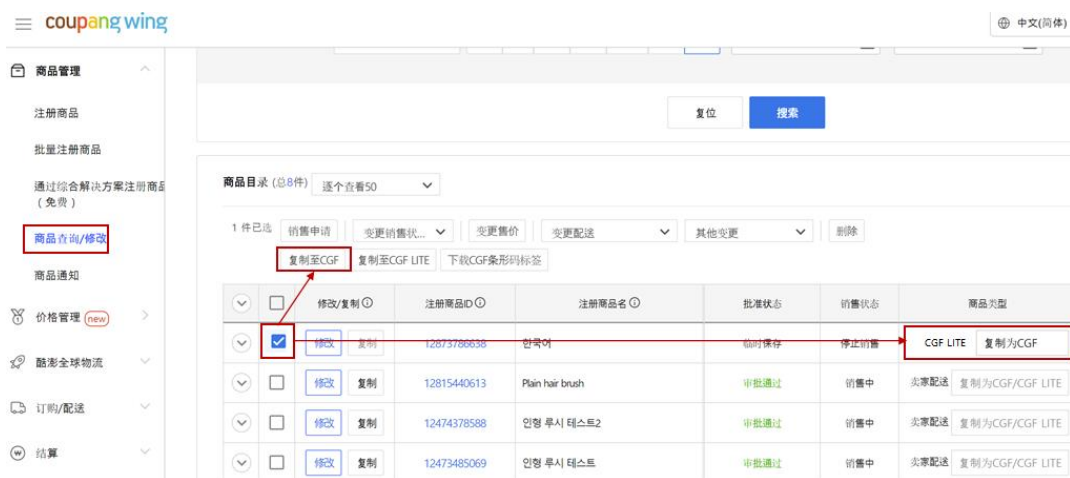 coupang wing
中文(简体)
商品管理
注册商品
批量注册商品
通过综合解决方案注册商品
(免费)
商品查询/修改
商品通知
价格管理 new
酷澎全球物流
订购/配送
结算
复位 搜索
商品目录 (总8件) 逐个查看50
1 件已选 销售申请 变更销售状... 变更售价 变更配送 其他变更 删除
复制至CGF 复制至CGF LITE 下载CGF条形码标签
修改/复制 注册商品ID 注册商品名 批准状态 销售状态 商品类型
修改 复制 12873786638 한국어 临时保存 停止销售 CGF LITE 复制为CGF
修改 复制 12815440613 Plain hair brush 审批通过 销售中 卖家配送 复制为CGF/CGF LITE
修改 复制 12474378588 인형 루시 테스트2 审批通过 销售中 卖家配送 复制为CGF/CGF LITE
修改 复制 12473485069 인형 루시 테스트 审批通过 销售中 卖家配送 复制为CGF/CGF LITE